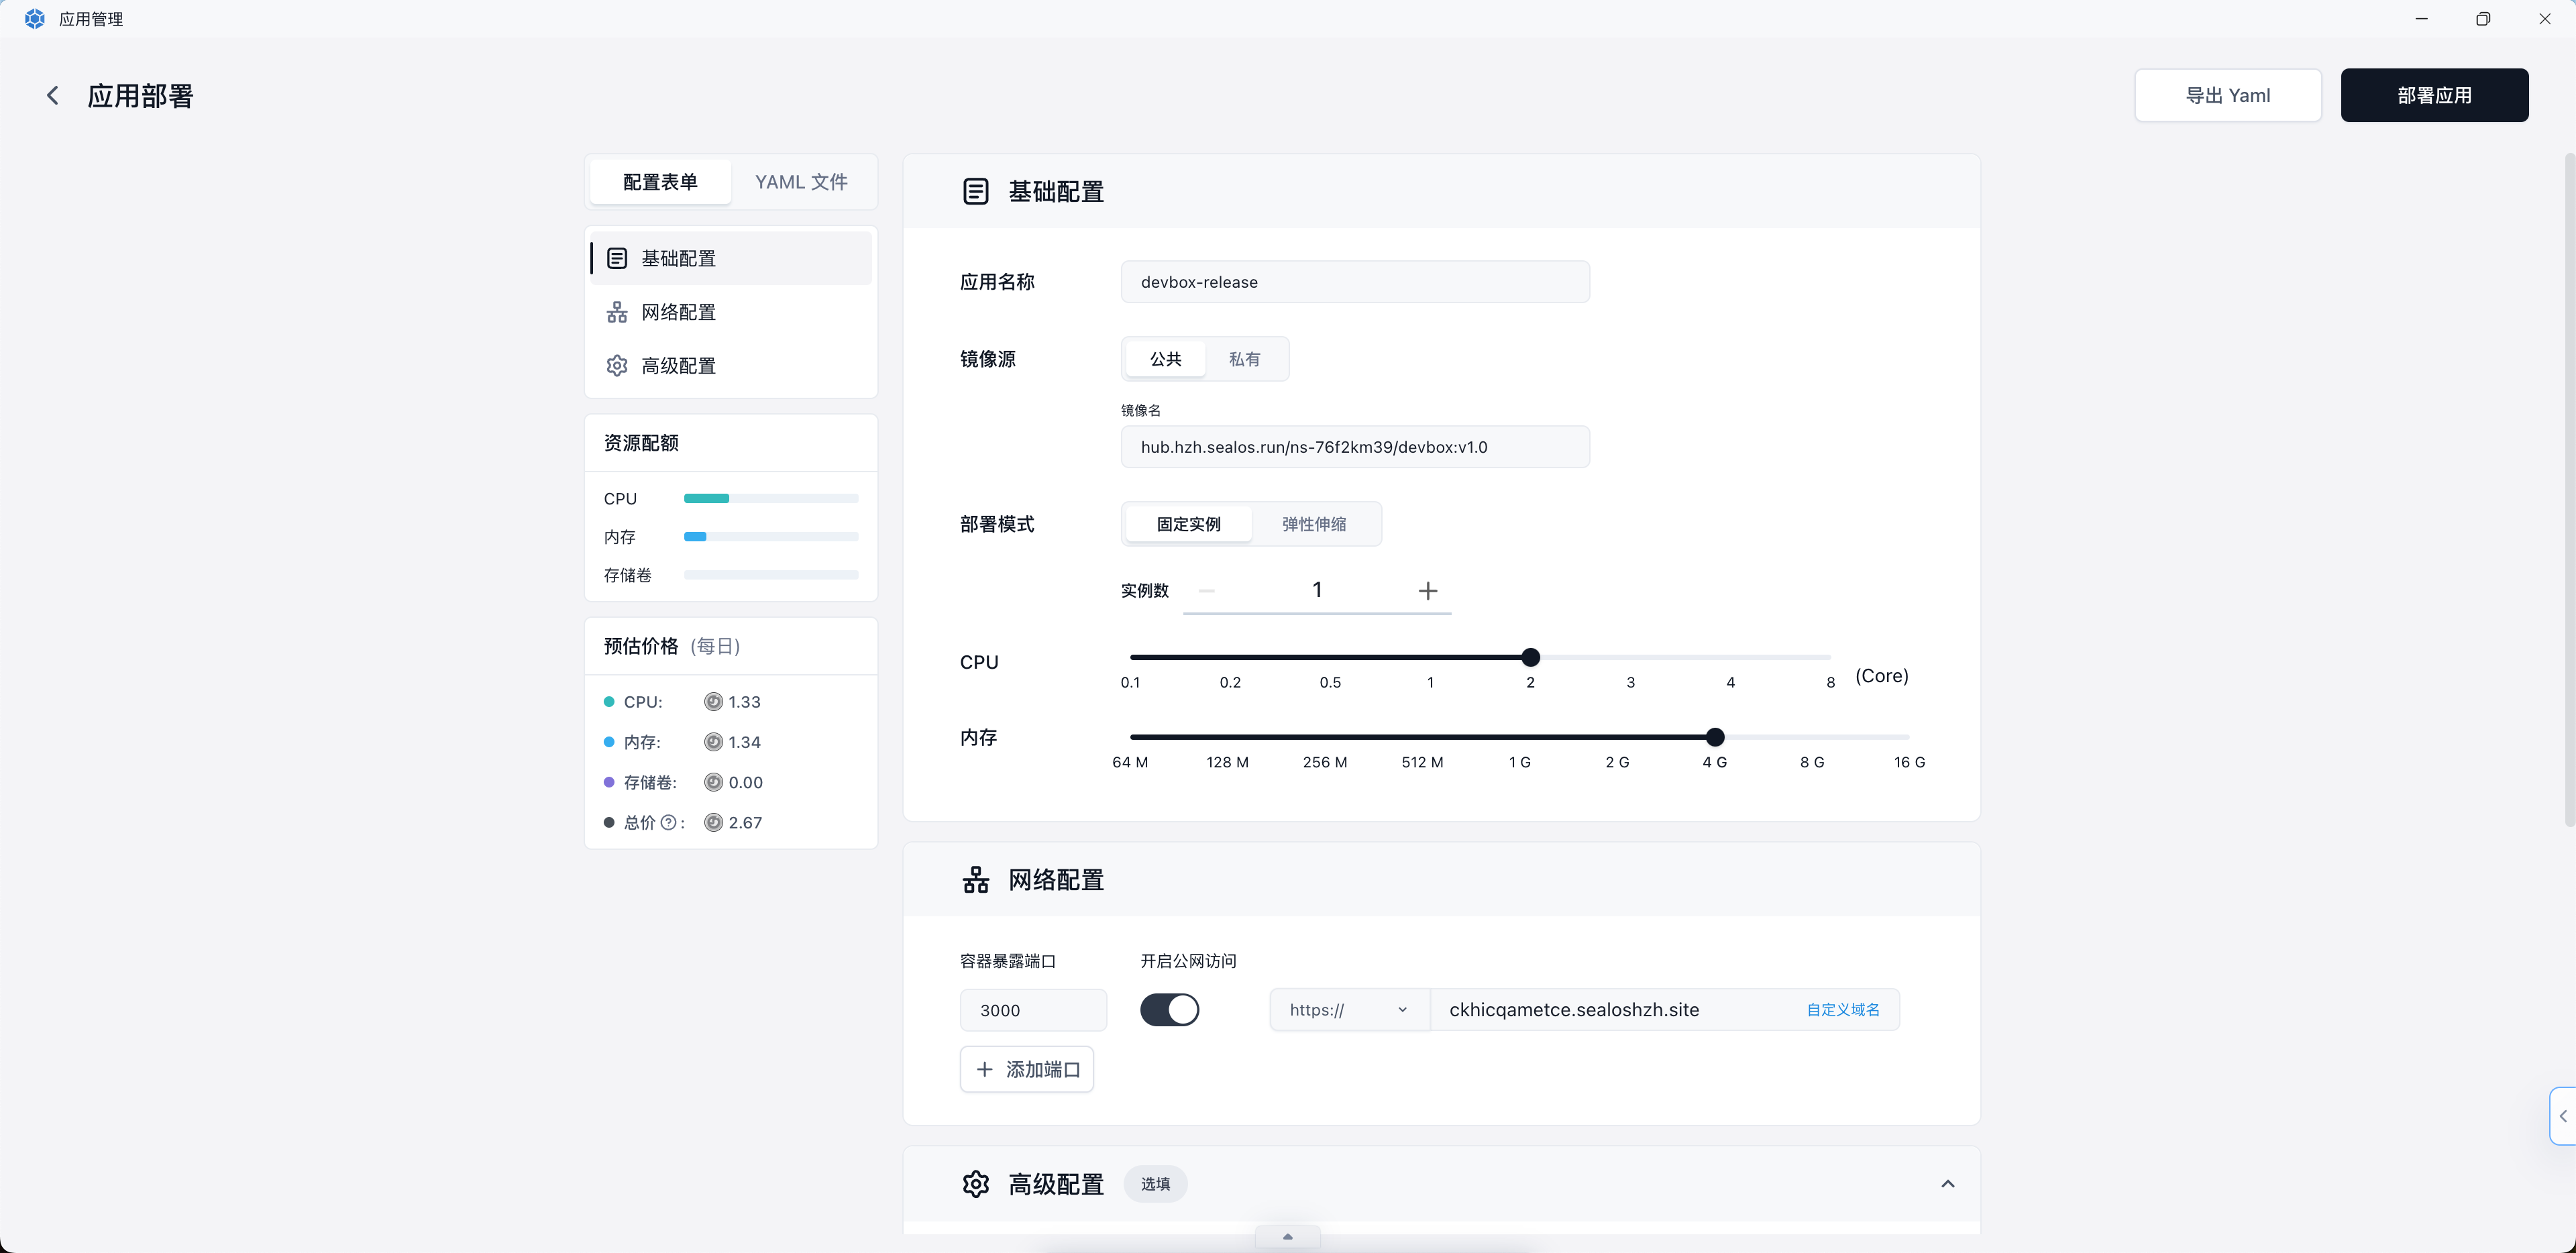 应用管理
应用部署
导出 Yaml
部署应用
配置表单
YAML 文件
基础配置
网络配置
高级配置
资源配额
CPU
内存
存储卷
预估价格 (每日)
CPU: 1.33
内存: 1.34
存储卷: 0.00
总价 ? : 2.67
基础配置
应用名称 devbox-release
镜像源 公共 私有
镜像名
hub.hzh.sealos.run/ns-76f2km39/devbox:v1.0
部署模式 固定实例 弹性伸缩
实例数 1
CPU
0.1 0.2 0.5 1 2 3 4 8 (Core)
内存
64 M 128 M 256 M 512 M 1 G 2 G 4 G 8 G 16 G
网络配置
容器暴露端口 开启公网访问
3000 https:// ckhicqametce.sealoshzh.site 自定义域名
添加端口
高级配置 选填